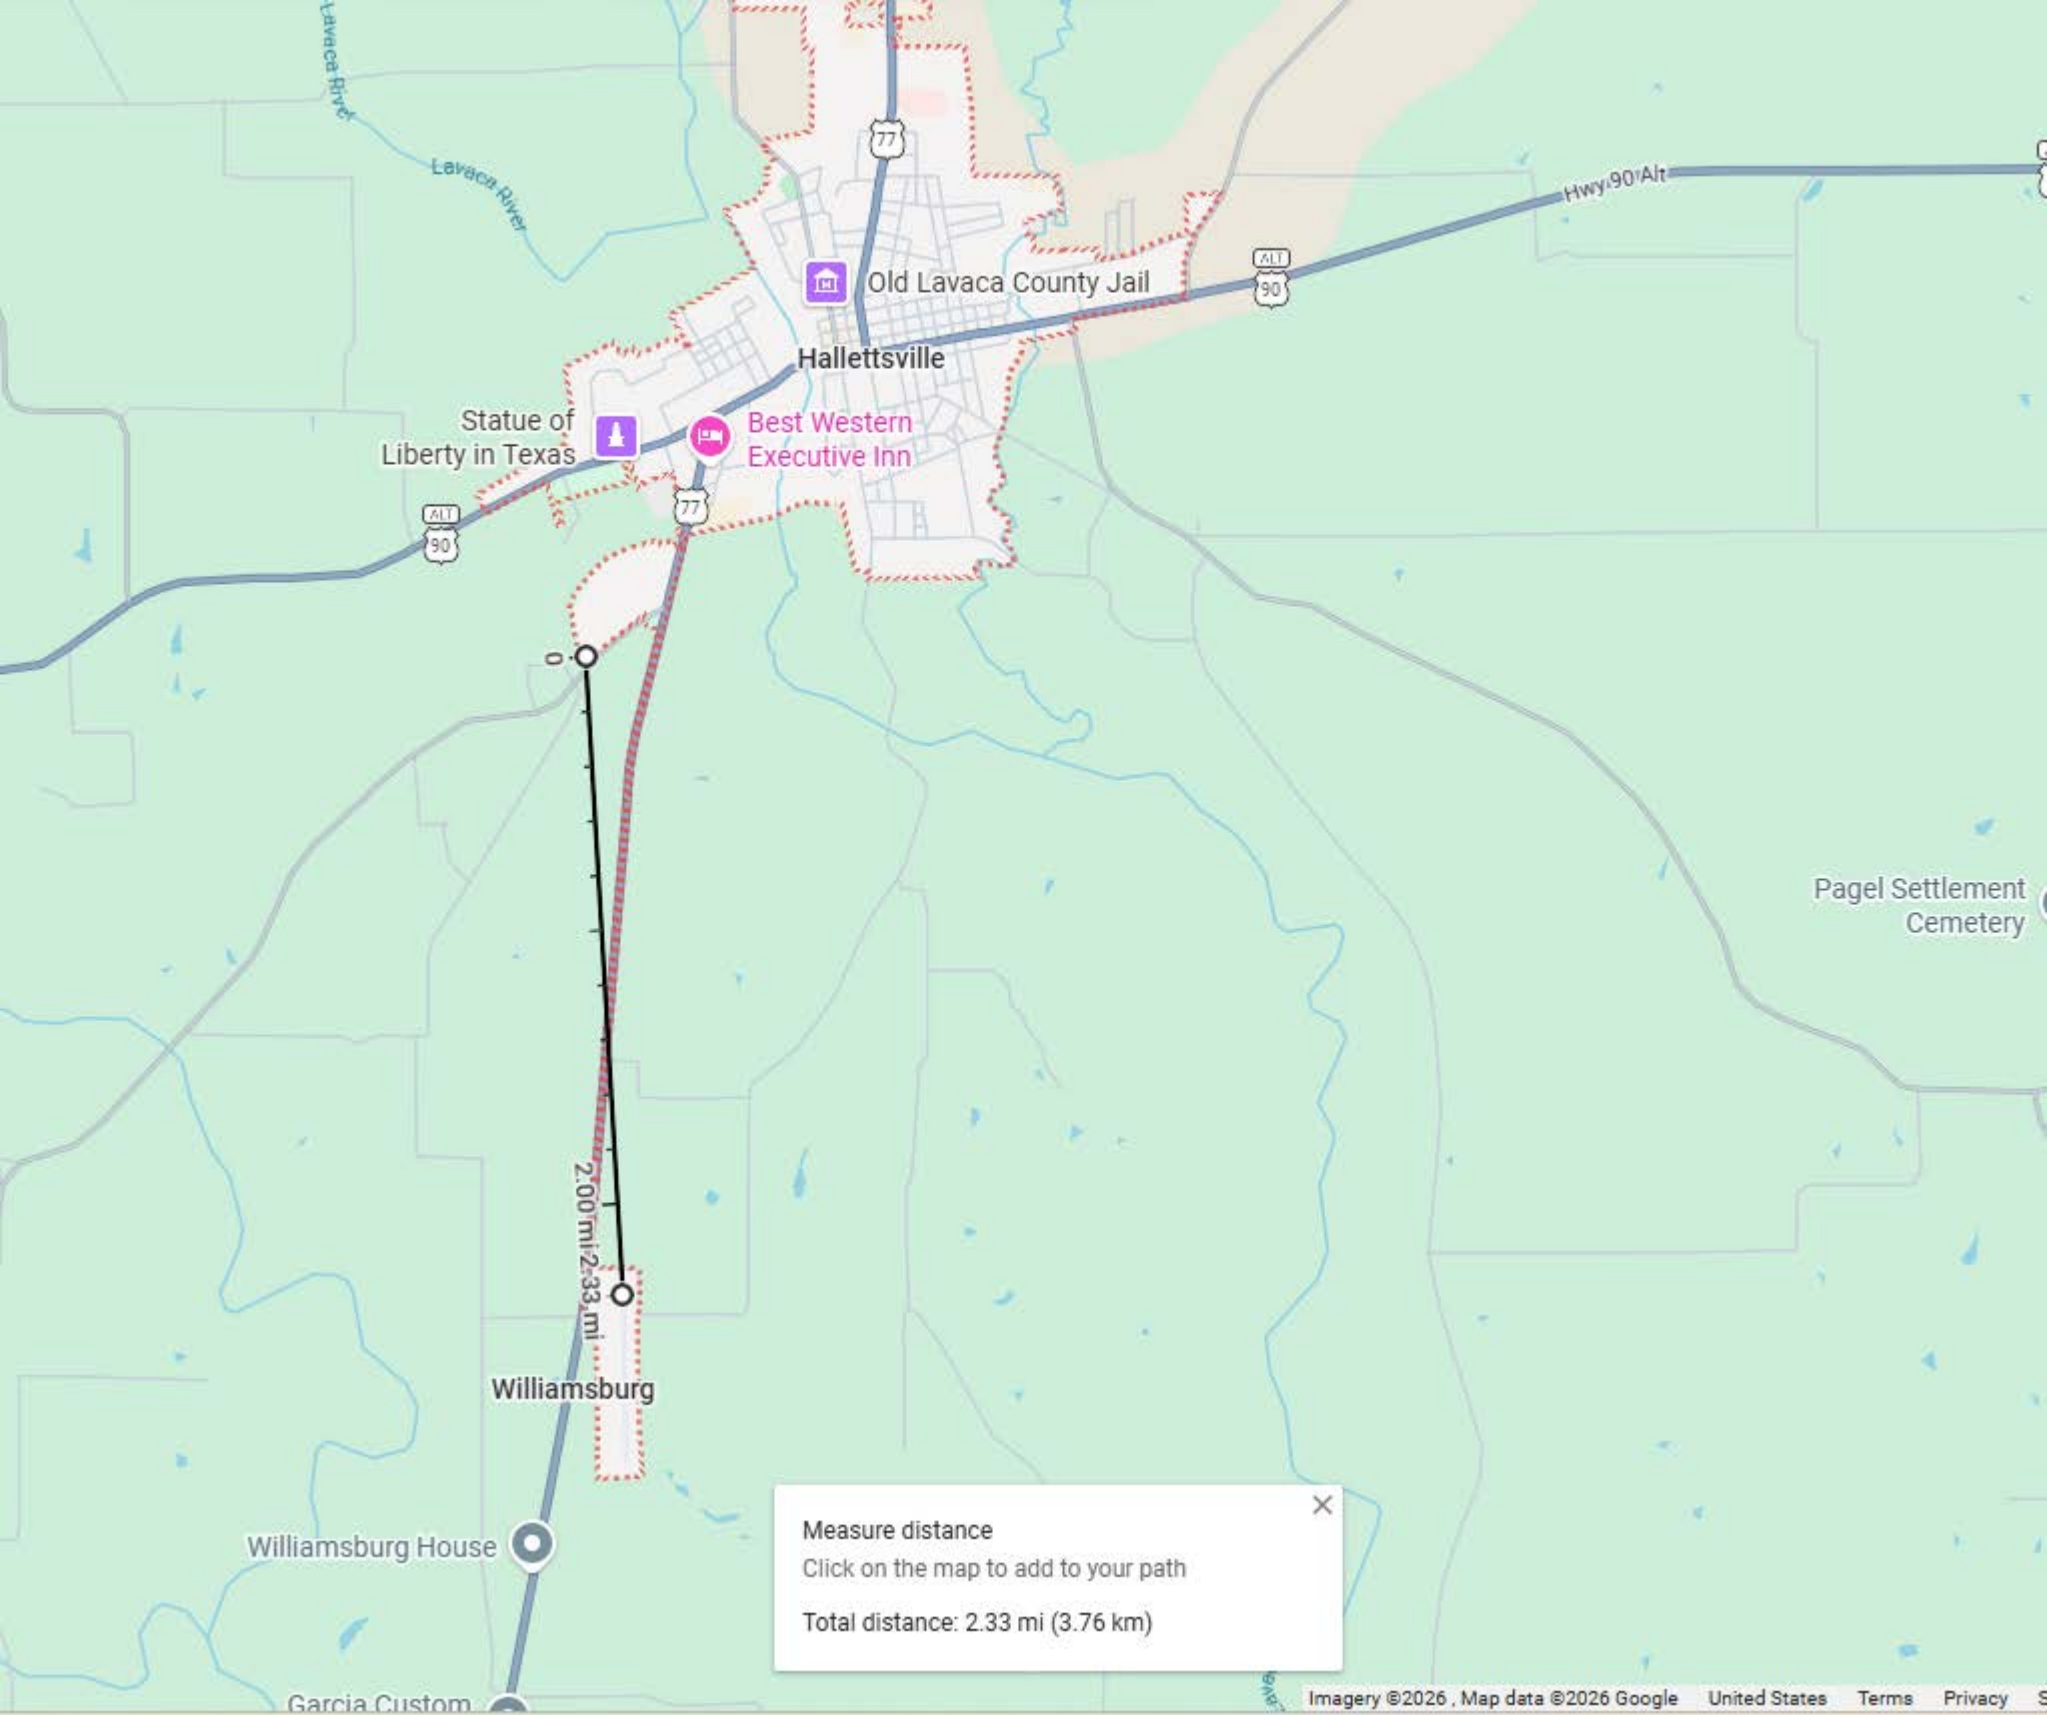 Lavaca River
Lavaca River
77
Hwy 90 Alt
Old Lavaca County Jail
ALT
90
Hallettsville
Statue of
Liberty in Texas
Best Western
Executive Inn
77
ALT
90
0
Pagel Settlement
Cemetery
2.00 mi
2.33 mi
Williamsburg
Williamsburg House
Measure distance
Click on the map to add to your path
Total distance: 2.33 mi (3.76 km)
Garcia Custom
Imagery ©2026 , Map data ©2026 Google United States Terms Privacy